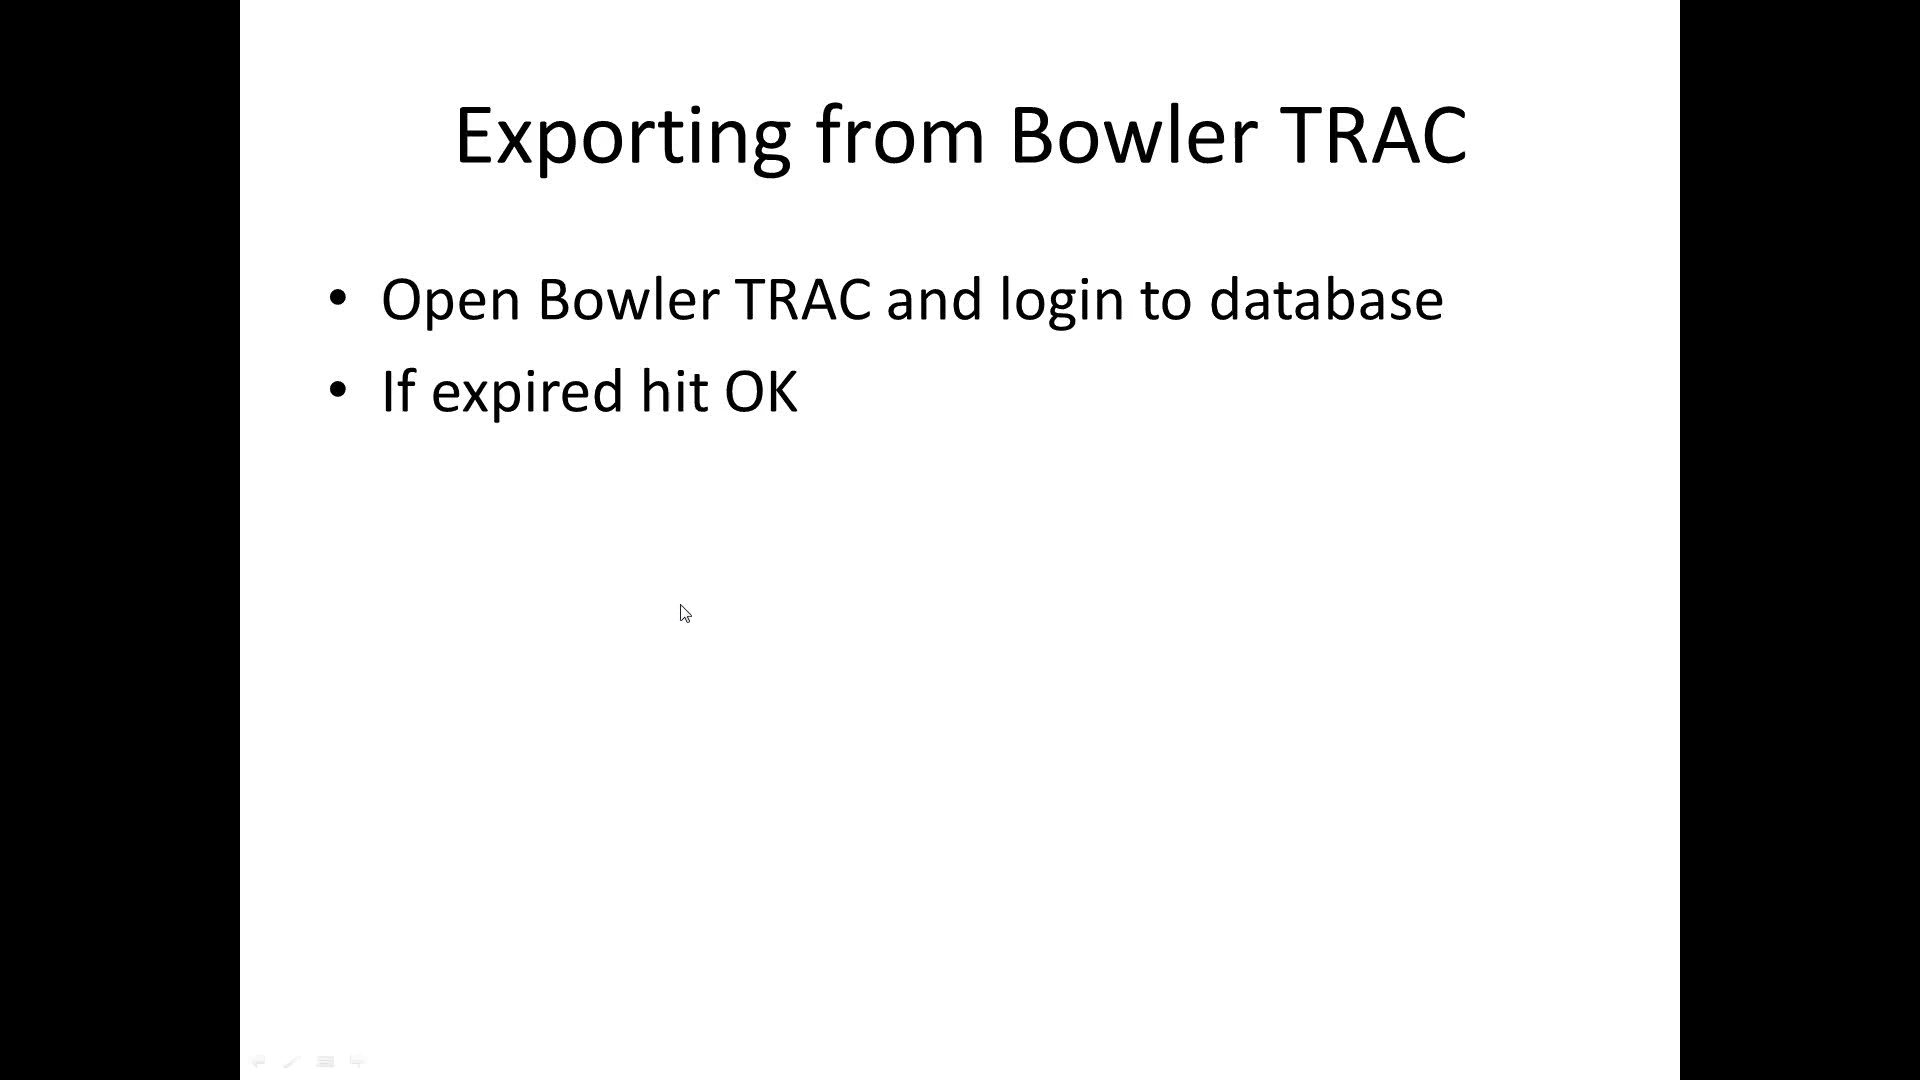 Exporting from Bowler TRAC
• Open Bowler TRAC and login to database
• If expired hit OK